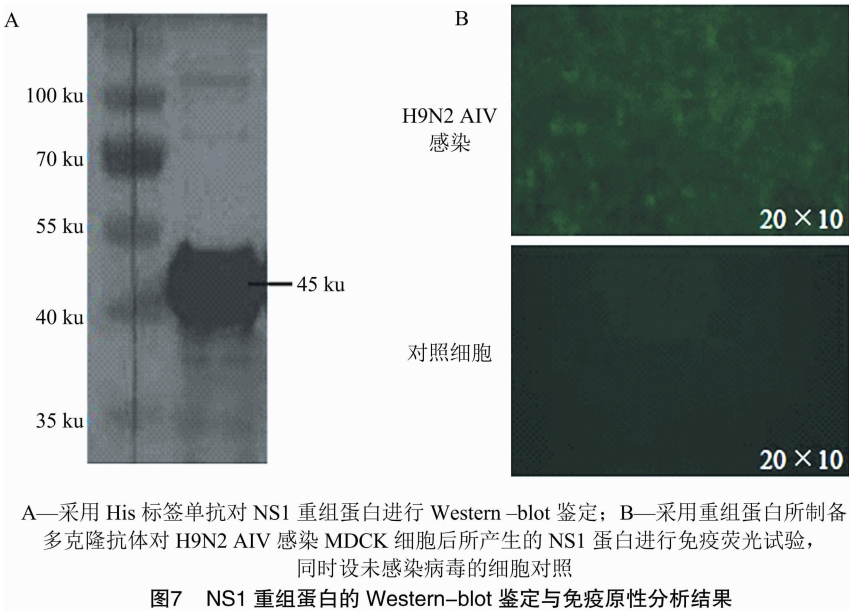 A
100 ku
70 ku
55 ku
45 ku
40 ku
35 ku
B
H9N2 AIV
感染
20×10
对照细胞
20×10
A—采用 His 标签单抗对 NS1 重组蛋白进行 Western –blot 鉴定；B—采用重组蛋白所制备
多克隆抗体对 H9N2 AIV 感染 MDCK 细胞后所产生的 NS1 蛋白进行免疫荧光试验，
同时设未感染病毒的细胞对照
图7 NS1 重组蛋白的 Western–blot 鉴定与免疫原性分析结果